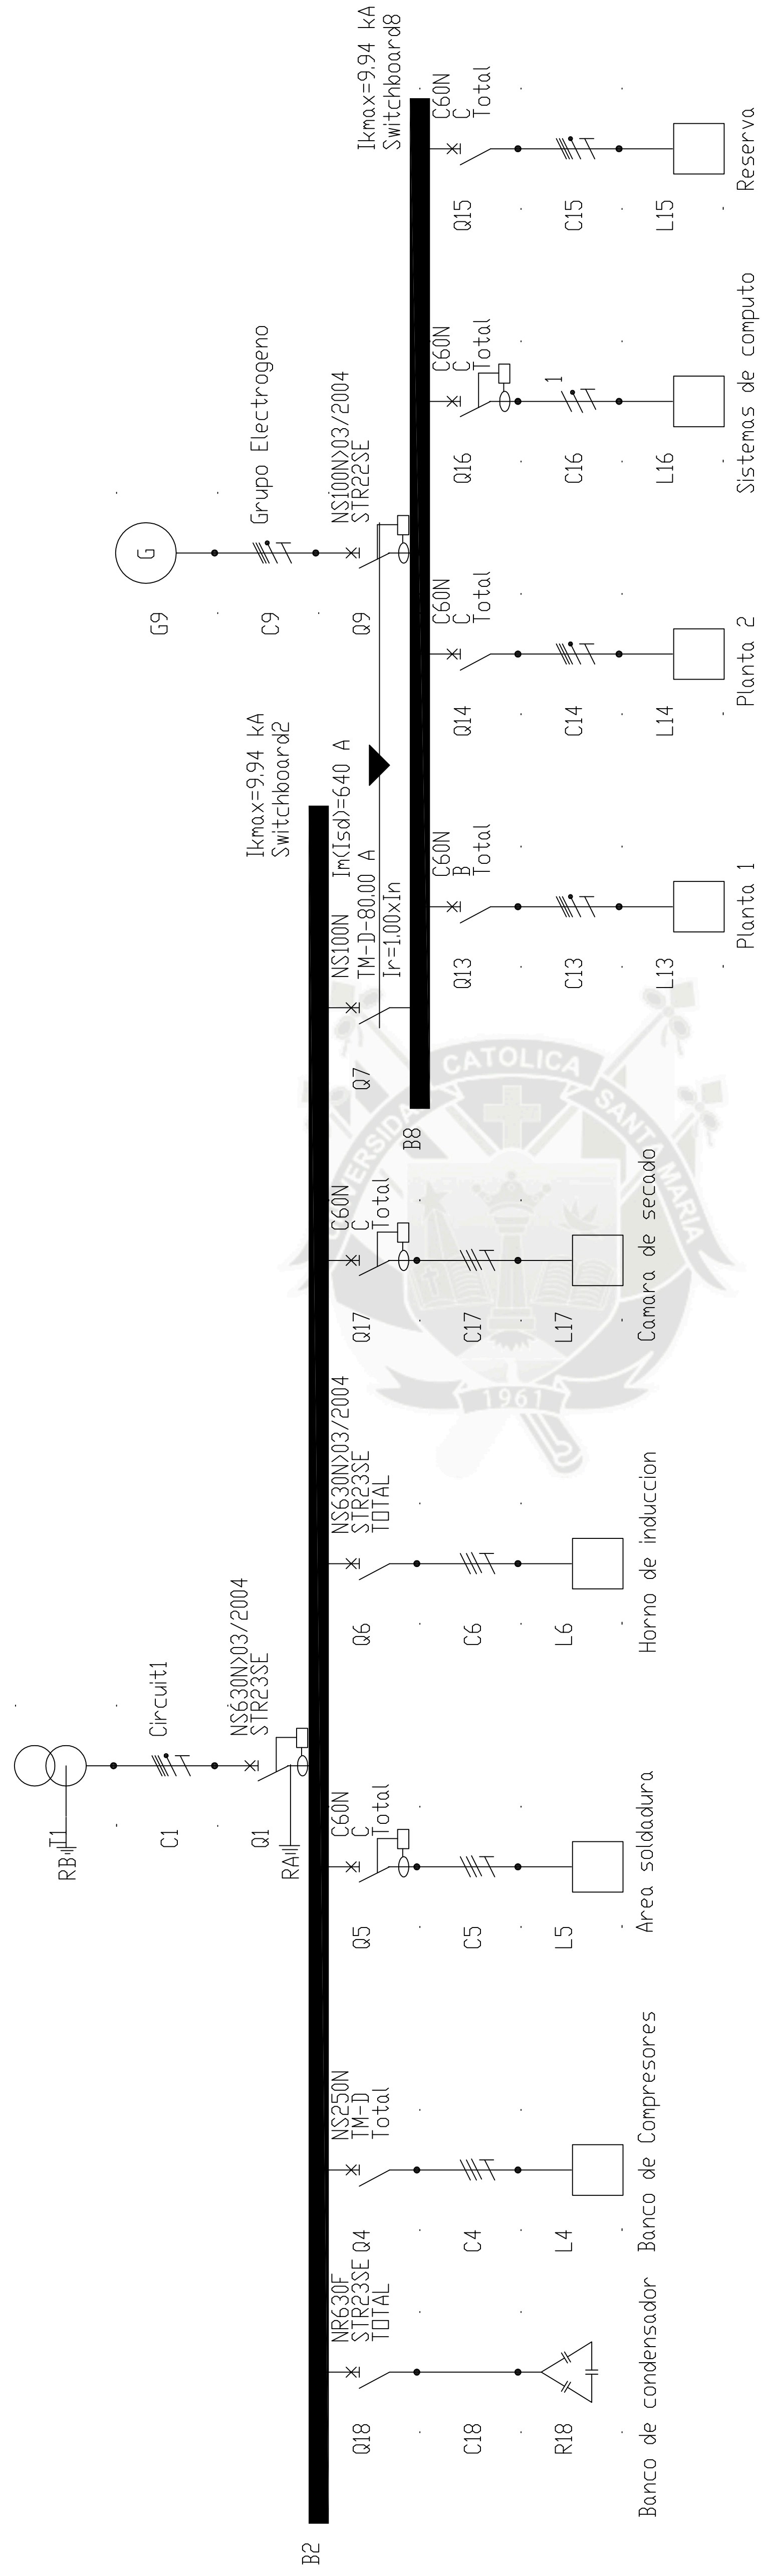 T1
RB
Circuit1
C1
NS630N>03/2004
STR23SE
Q1
RA
B2
Ikmax=9,94 kA
Switchboard2
NR630F
STR23SE
TOTAL
Q18
C18
R18
Banco de condensador
NS250N
TM-D
Total
Q4
C4
L4
Banco de Compresores
C60N
C
Total
Q5
C5
L5
Area soldadura
NS630N>03/2004
STR23SE
TOTAL
Q6
C6
L6
Horno de induccion
C60N
C
Total
Q17
C17
L17
Camara de secado
NS100N
TM-D-80,00 A
Ir=1,00xIn
Im(Isd)=640 A
Q7
G
G9
Grupo Electrogeno
C9
NS100N>03/2004
STR22SE
Q9
B8
Ikmax=9,94 kA
Switchboard8
C60N
B
Total
Q13
C13
L13
Planta 1
C60N
C
Total
Q14
C14
L14
Planta 2
C60N
C
Total
Q16
1
C16
L16
Sistemas de computo
C60N
C
Total
Q15
C15
L15
Reserva
CATOLICA
SANTA MARIA
1961